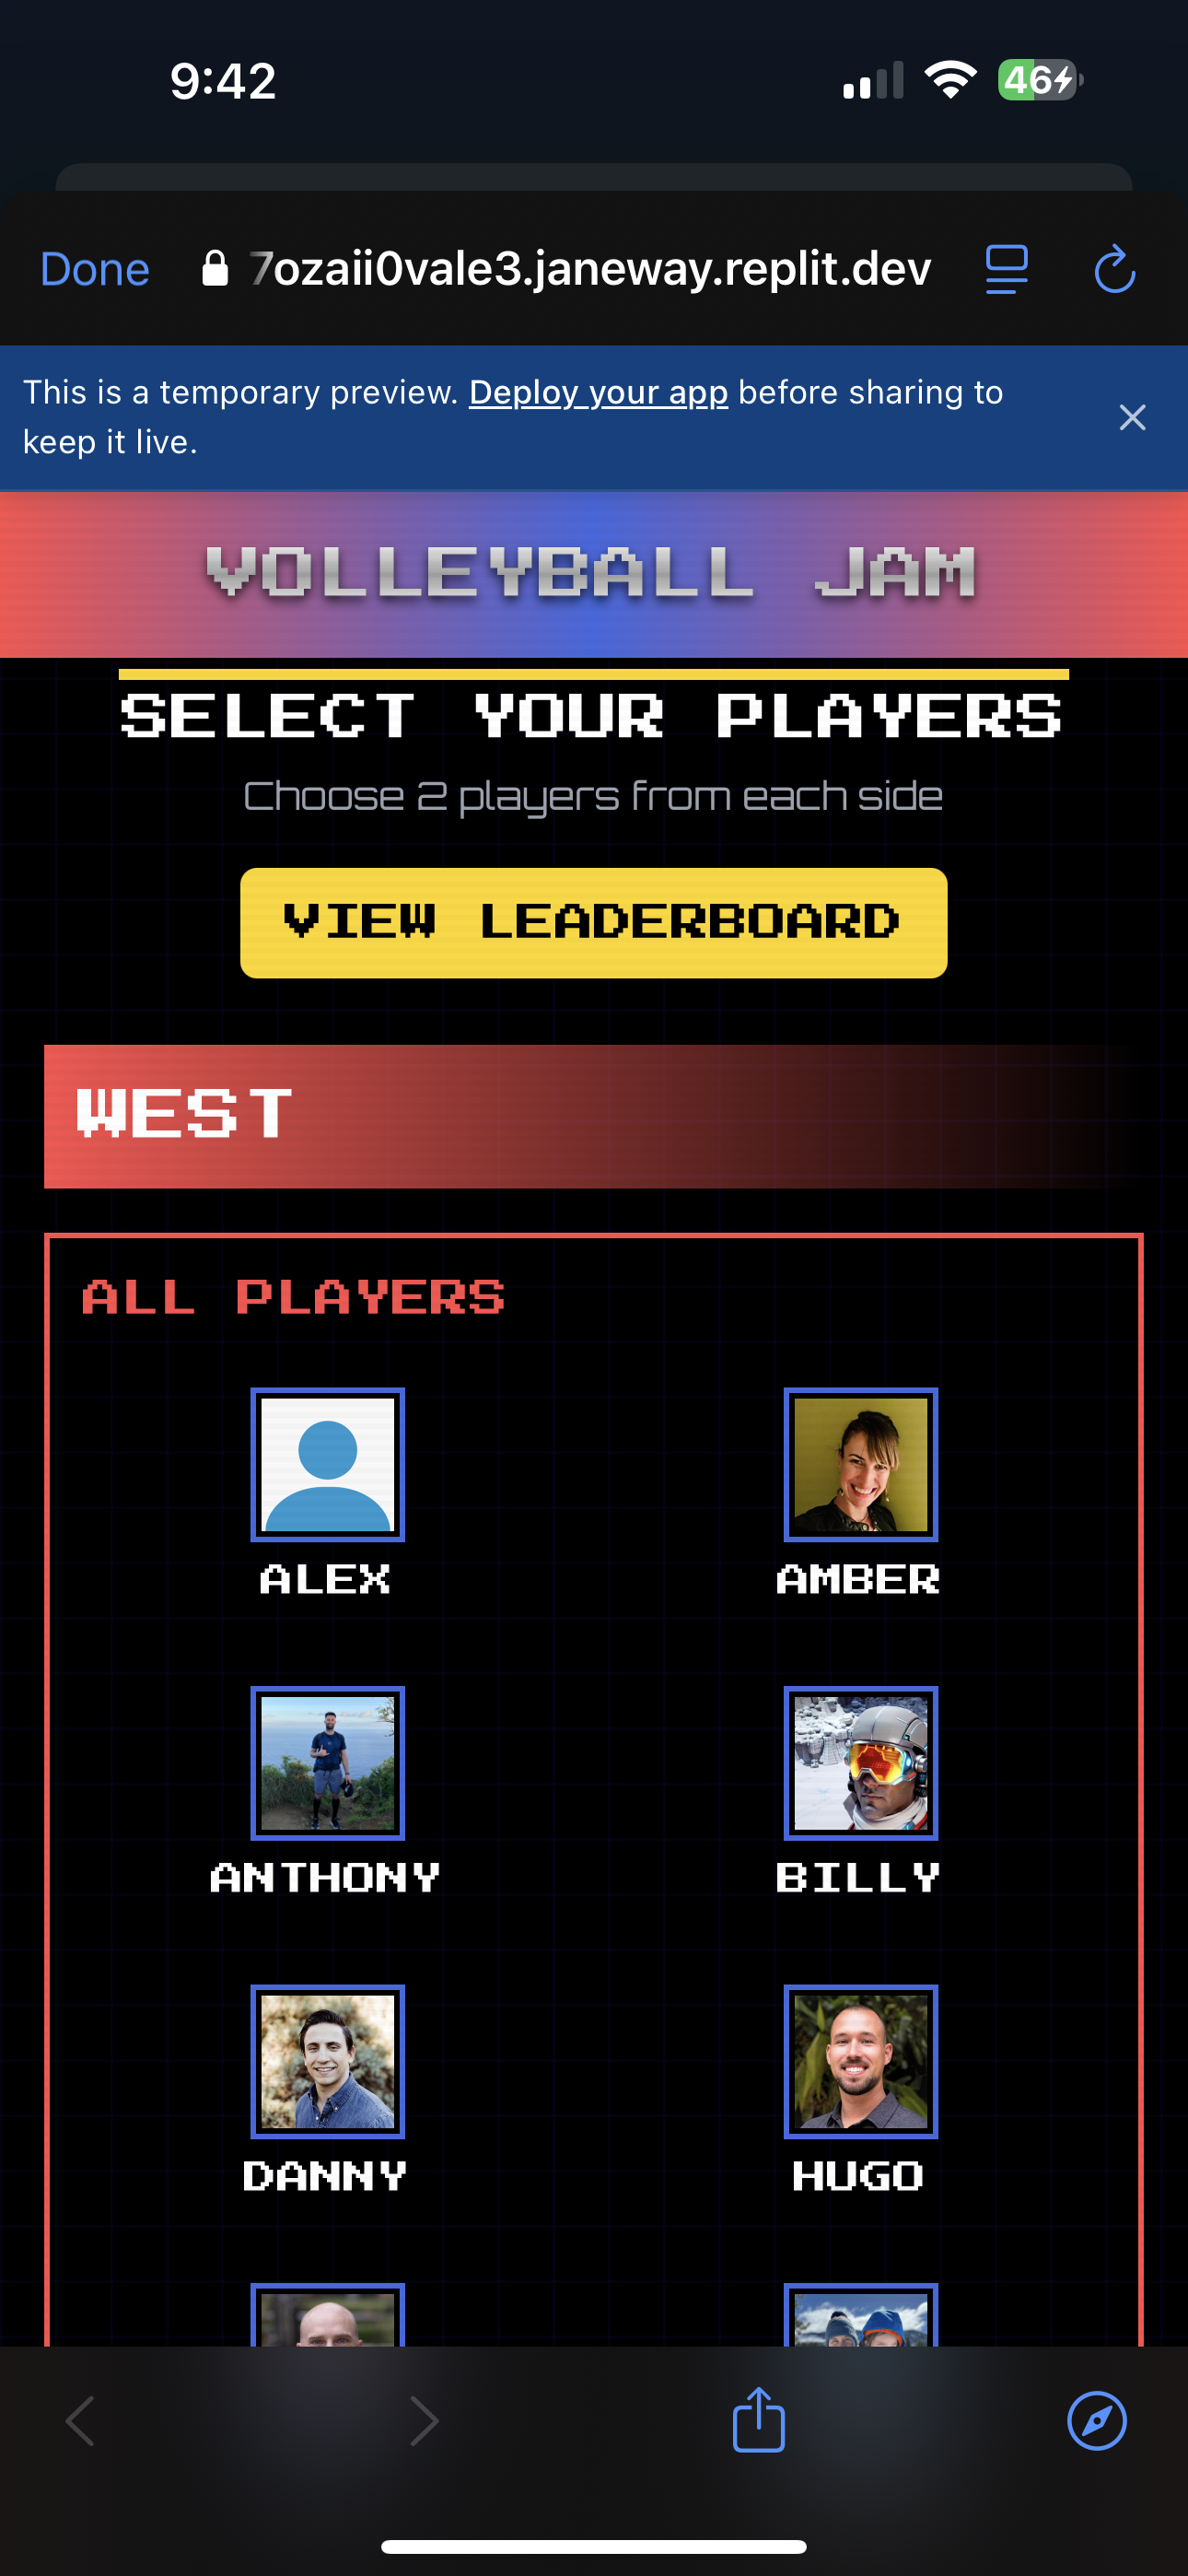 9:42
46
Done 7ozaii0vale3.janeway.replit.dev
This is a temporary preview. Deploy your app before sharing to
keep it live.
VOLLEYBALL JAM
SELECT YOUR PLAYERS
Choose 2 players from each side
VIEW LEADERBOARD
WEST
ALL PLAYERS
ALEX AMBER
ANTHONY BILLY
DANNY HUGO